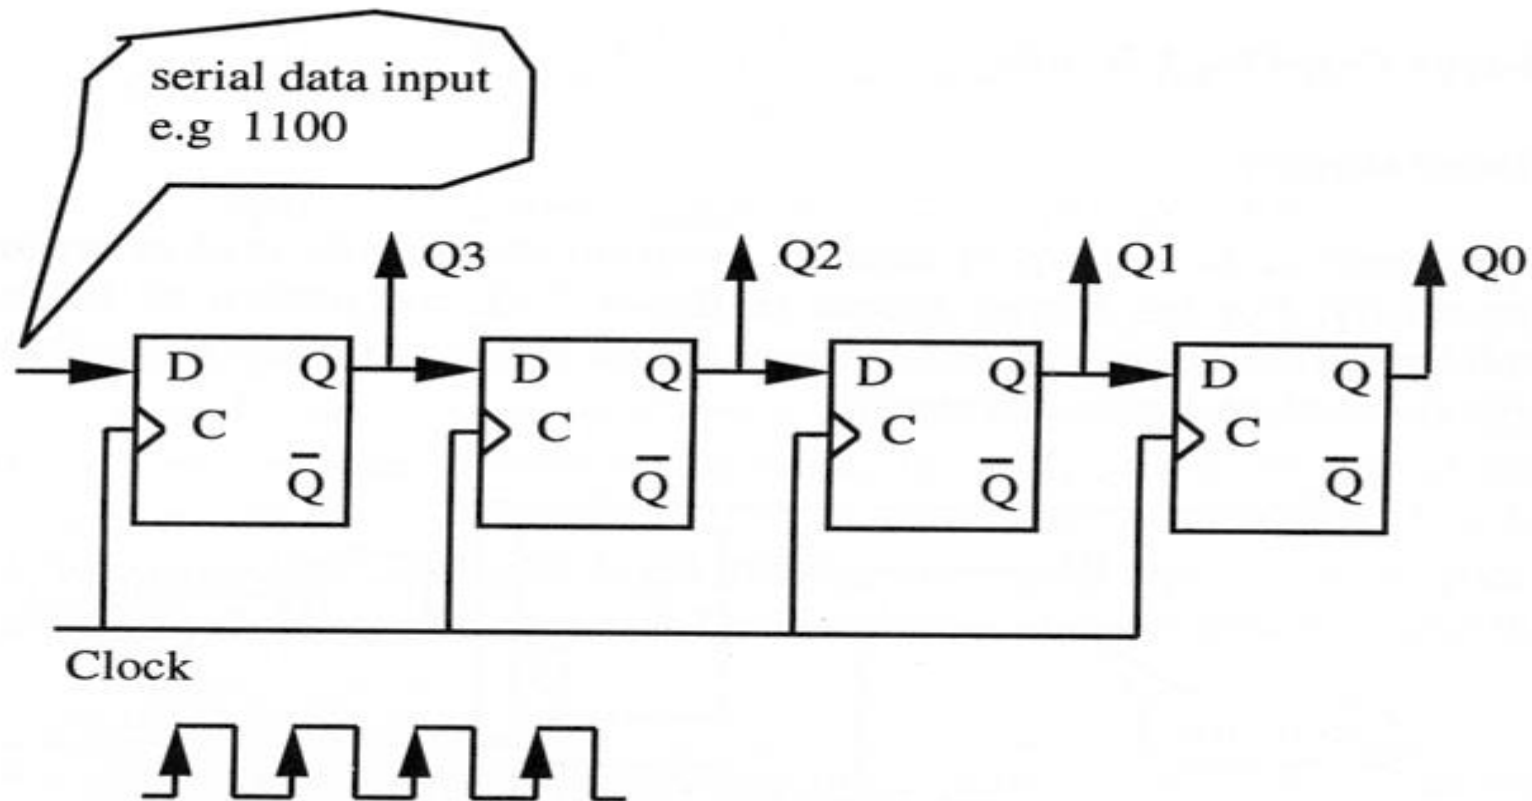 serial data input
e.g 1100
Q3
Q2
Q1
Q0
D Q
C
Q̅
D Q
C
Q̅
D Q
C
Q̅
D Q
C
Q̅
Clock